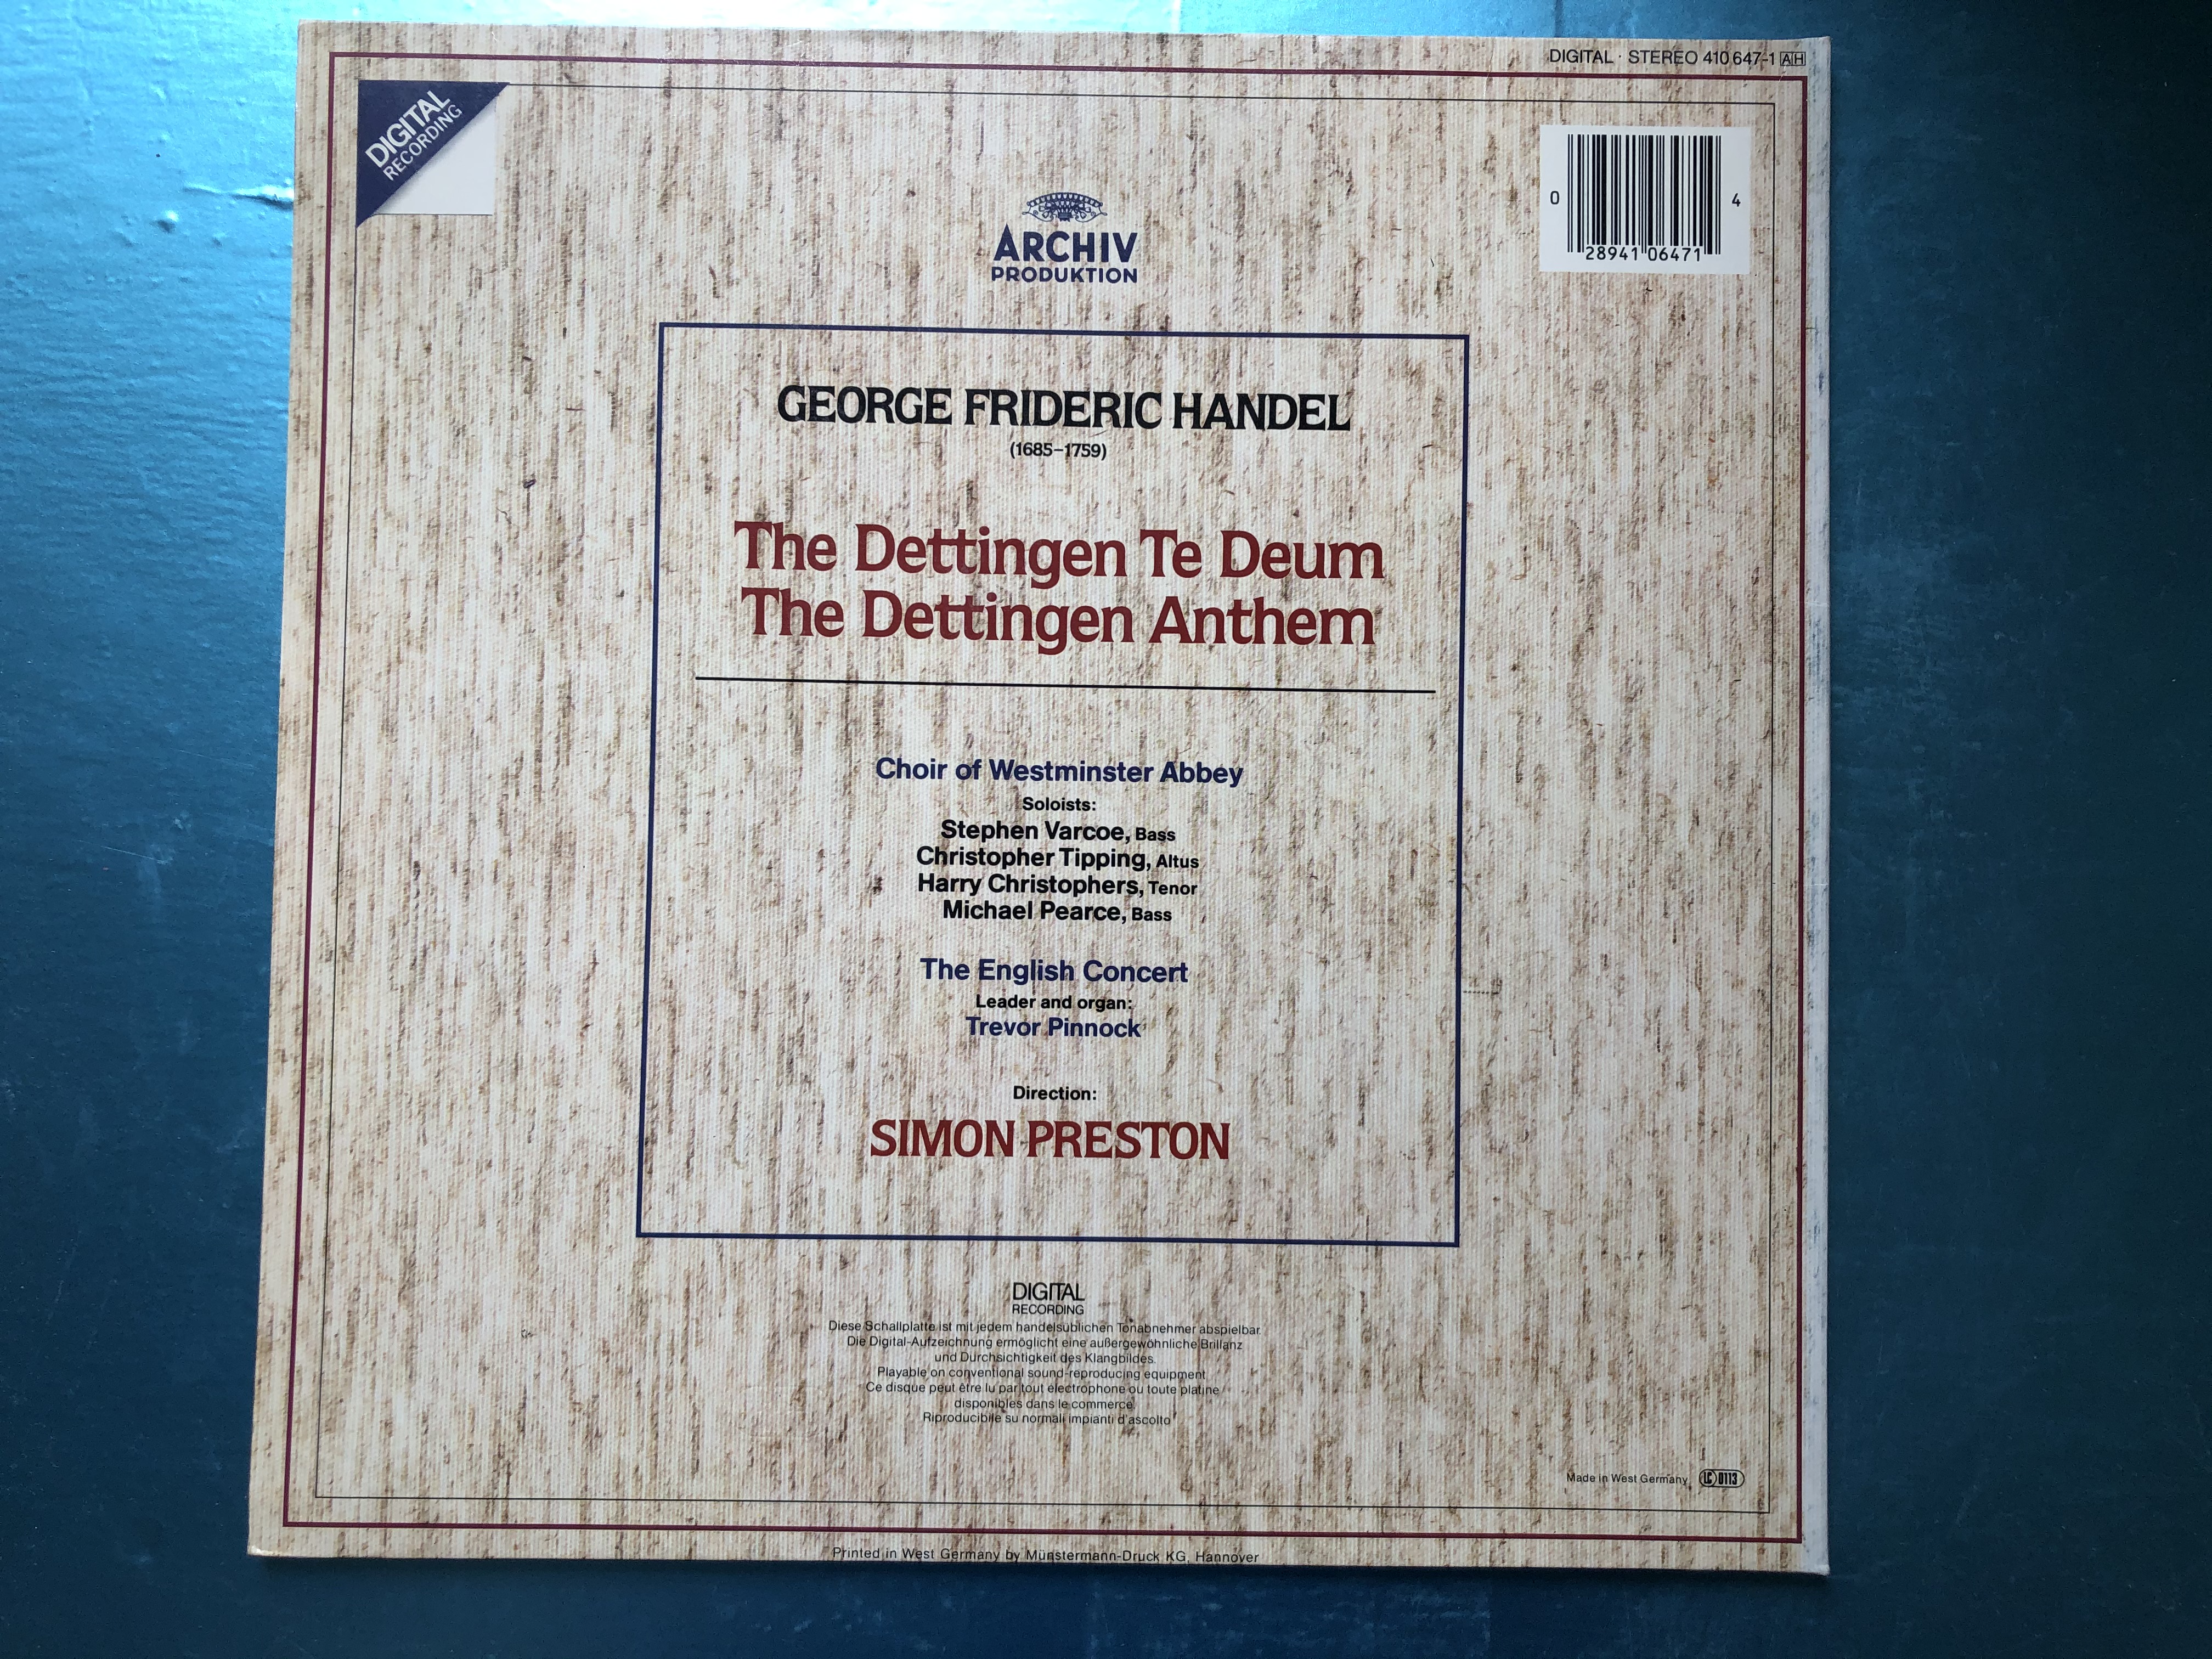 DIGITAL · STEREO 410 647-1 AH
DIGITAL
RECORDING
0 28941 06471 4
ARCHIV
PRODUKTION
GEORGE FRIDERIC HANDEL
(1685–1759)
The Dettingen Te Deum
The Dettingen Anthem
Choir of Westminster Abbey
Soloists:
Stephen Varcoe, Bass
Christopher Tipping, Altus
Harry Christophers, Tenor
Michael Pearce, Bass
The English Concert
Leader and organ:
Trevor Pinnock
Direction:
SIMON PRESTON
DIGITAL
RECORDING
Diese Schallplatte ist mit jedem handelsüblichen Tonabnehmer abspielbar.
Die Digital-Aufzeichnung ermöglicht eine außergewöhnliche Brillanz
und Durchsichtigkeit des Klangbildes.
Playable on conventional sound-reproducing equipment
Ce disque peut être lu par tout électrophone ou toute platine
disponibles dans le commerce.
Riproducibile su normali impianti d'ascolto
Made in West Germany LC 0113
Printed in West Germany by Münstermann-Druck KG, Hannover